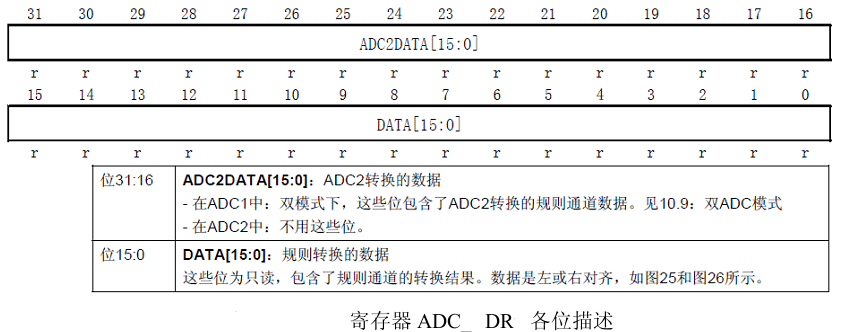 31 30 29 28 27 26 25 24 23 22 21 20 19 18 17 16
ADC2DATA[15:0]
r r r r r r r r r r r r r r r r
15 14 13 12 11 10 9 8 7 6 5 4 3 2 1 0
DATA[15:0]
r r r r r r r r r r r r r r r r
位31:16 ADC2DATA[15:0]：ADC2转换的数据
- 在ADC1中：双模式下，这些位包含了ADC2转换的规则通道数据。见10.9：双ADC模式
- 在ADC2中：不用这些位。
位15:0 DATA[15:0]：规则转换的数据
这些位为只读，包含了规则通道的转换结果。数据是左或右对齐，如图25和图26所示。
寄存器 ADC_ DR 各位描述